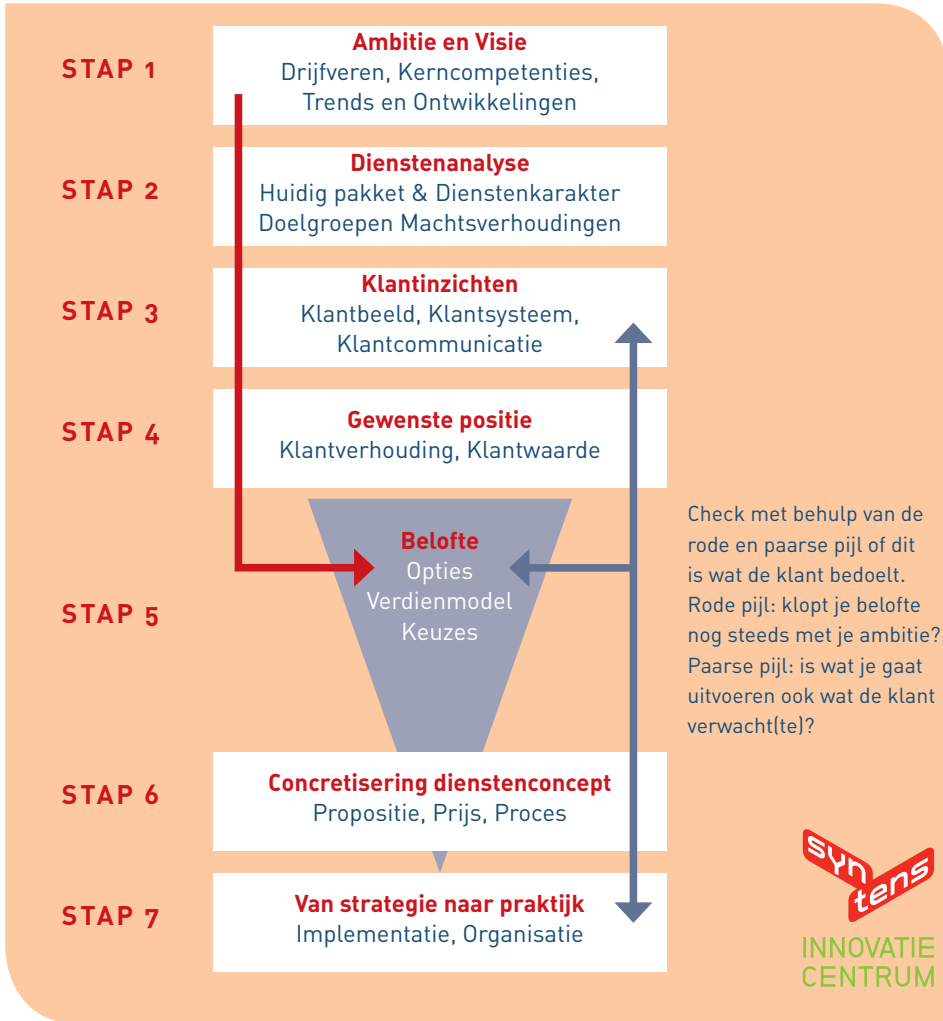 STAP 1
Ambitie en Visie
Drijfveren, Kerncompetenties,
Trends en Ontwikkelingen
STAP 2
Dienstenanalyse
Huidig pakket & Dienstenkarakter
Doelgroepen Machtsverhoudingen
STAP 3
Klantinzichten
Klantbeeld, Klantsysteem,
Klantcommunicatie
STAP 4
Gewenste positie
Klantverhouding, Klantwaarde
STAP 5
Belofte
Opties
Verdienmodel
Keuzes
Check met behulp van de
rode en paarse pijl of dit
is wat de klant bedoelt.
Rode pijl: klopt je belofte
nog steeds met je ambitie?
Paarse pijl: is wat je gaat
uitvoeren ook wat de klant
verwacht(te)?
STAP 6
Concretisering dienstenconcept
Propositie, Prijs, Proces
STAP 7
Van strategie naar praktijk
Implementatie, Organisatie
syn
tens
INNOVATIE
CENTRUM